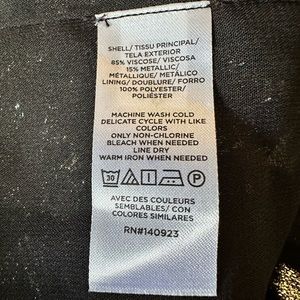 SHELL/ TISSU PRINCIPAL/
TELA EXTERIOR
85% VISCOSE/ VISCOSA
15% METALLIC/
MÉTALLIQUE/ METÁLICO
LINING/ DOUBLURE/ FORRO
100% POLYESTER/
POLIÉSTER
MACHINE WASH COLD
DELICATE CYCLE WITH LIKE
COLORS
ONLY NON-CHLORINE
BLEACH WHEN NEEDED
LINE DRY
WARM IRON WHEN NEEDED
30
P
AVEC DES COULEURS
SEMBLABLES/ CON
COLORES SIMILARES
RN#140923